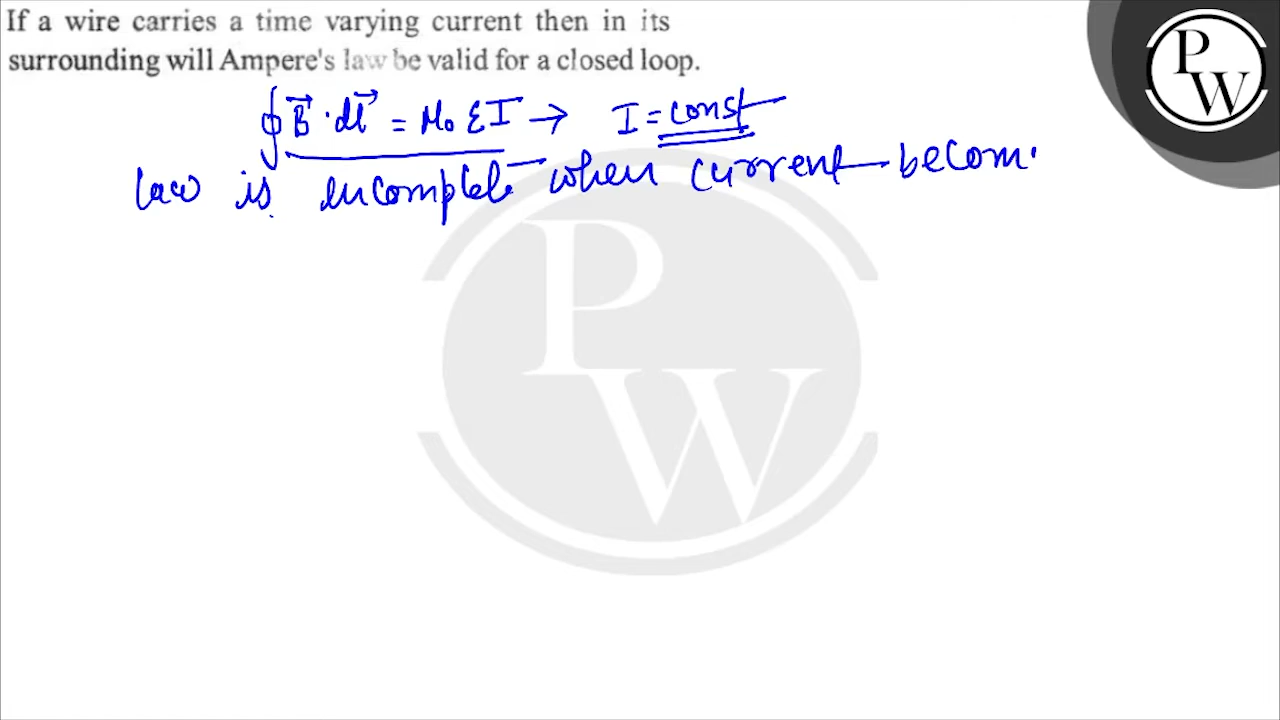 If a wire carries a time varying current then in its
surrounding will Ampere's law be valid for a closed loop.
∮ B⃗ · dl⃗ = μ₀ ΣI → I = const
law is incomplete when current becom
P
W
P
W